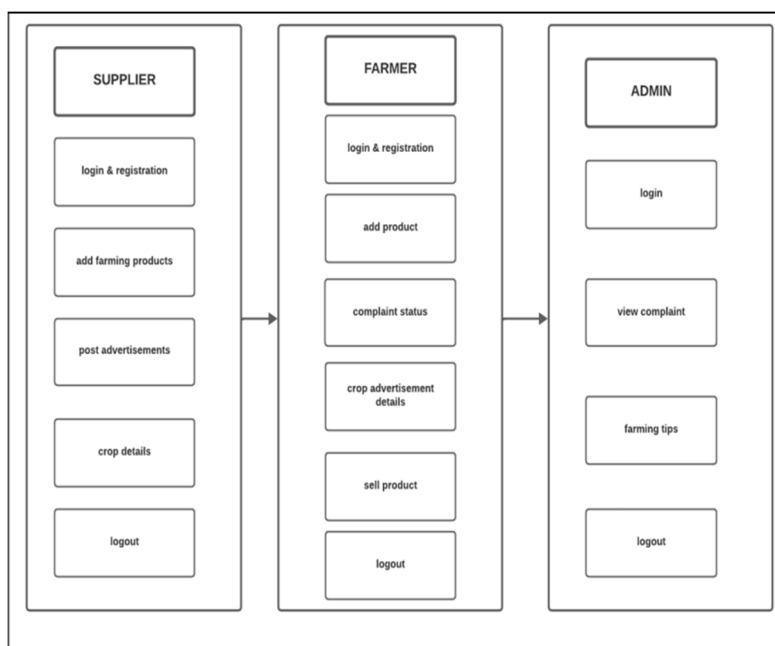 SUPPLIER
login & registration
add farming products
post advertisements
crop details
logout
FARMER
login & registration
add product
complaint status
crop advertisement
details
sell product
logout
ADMIN
login
view complaint
farming tips
logout